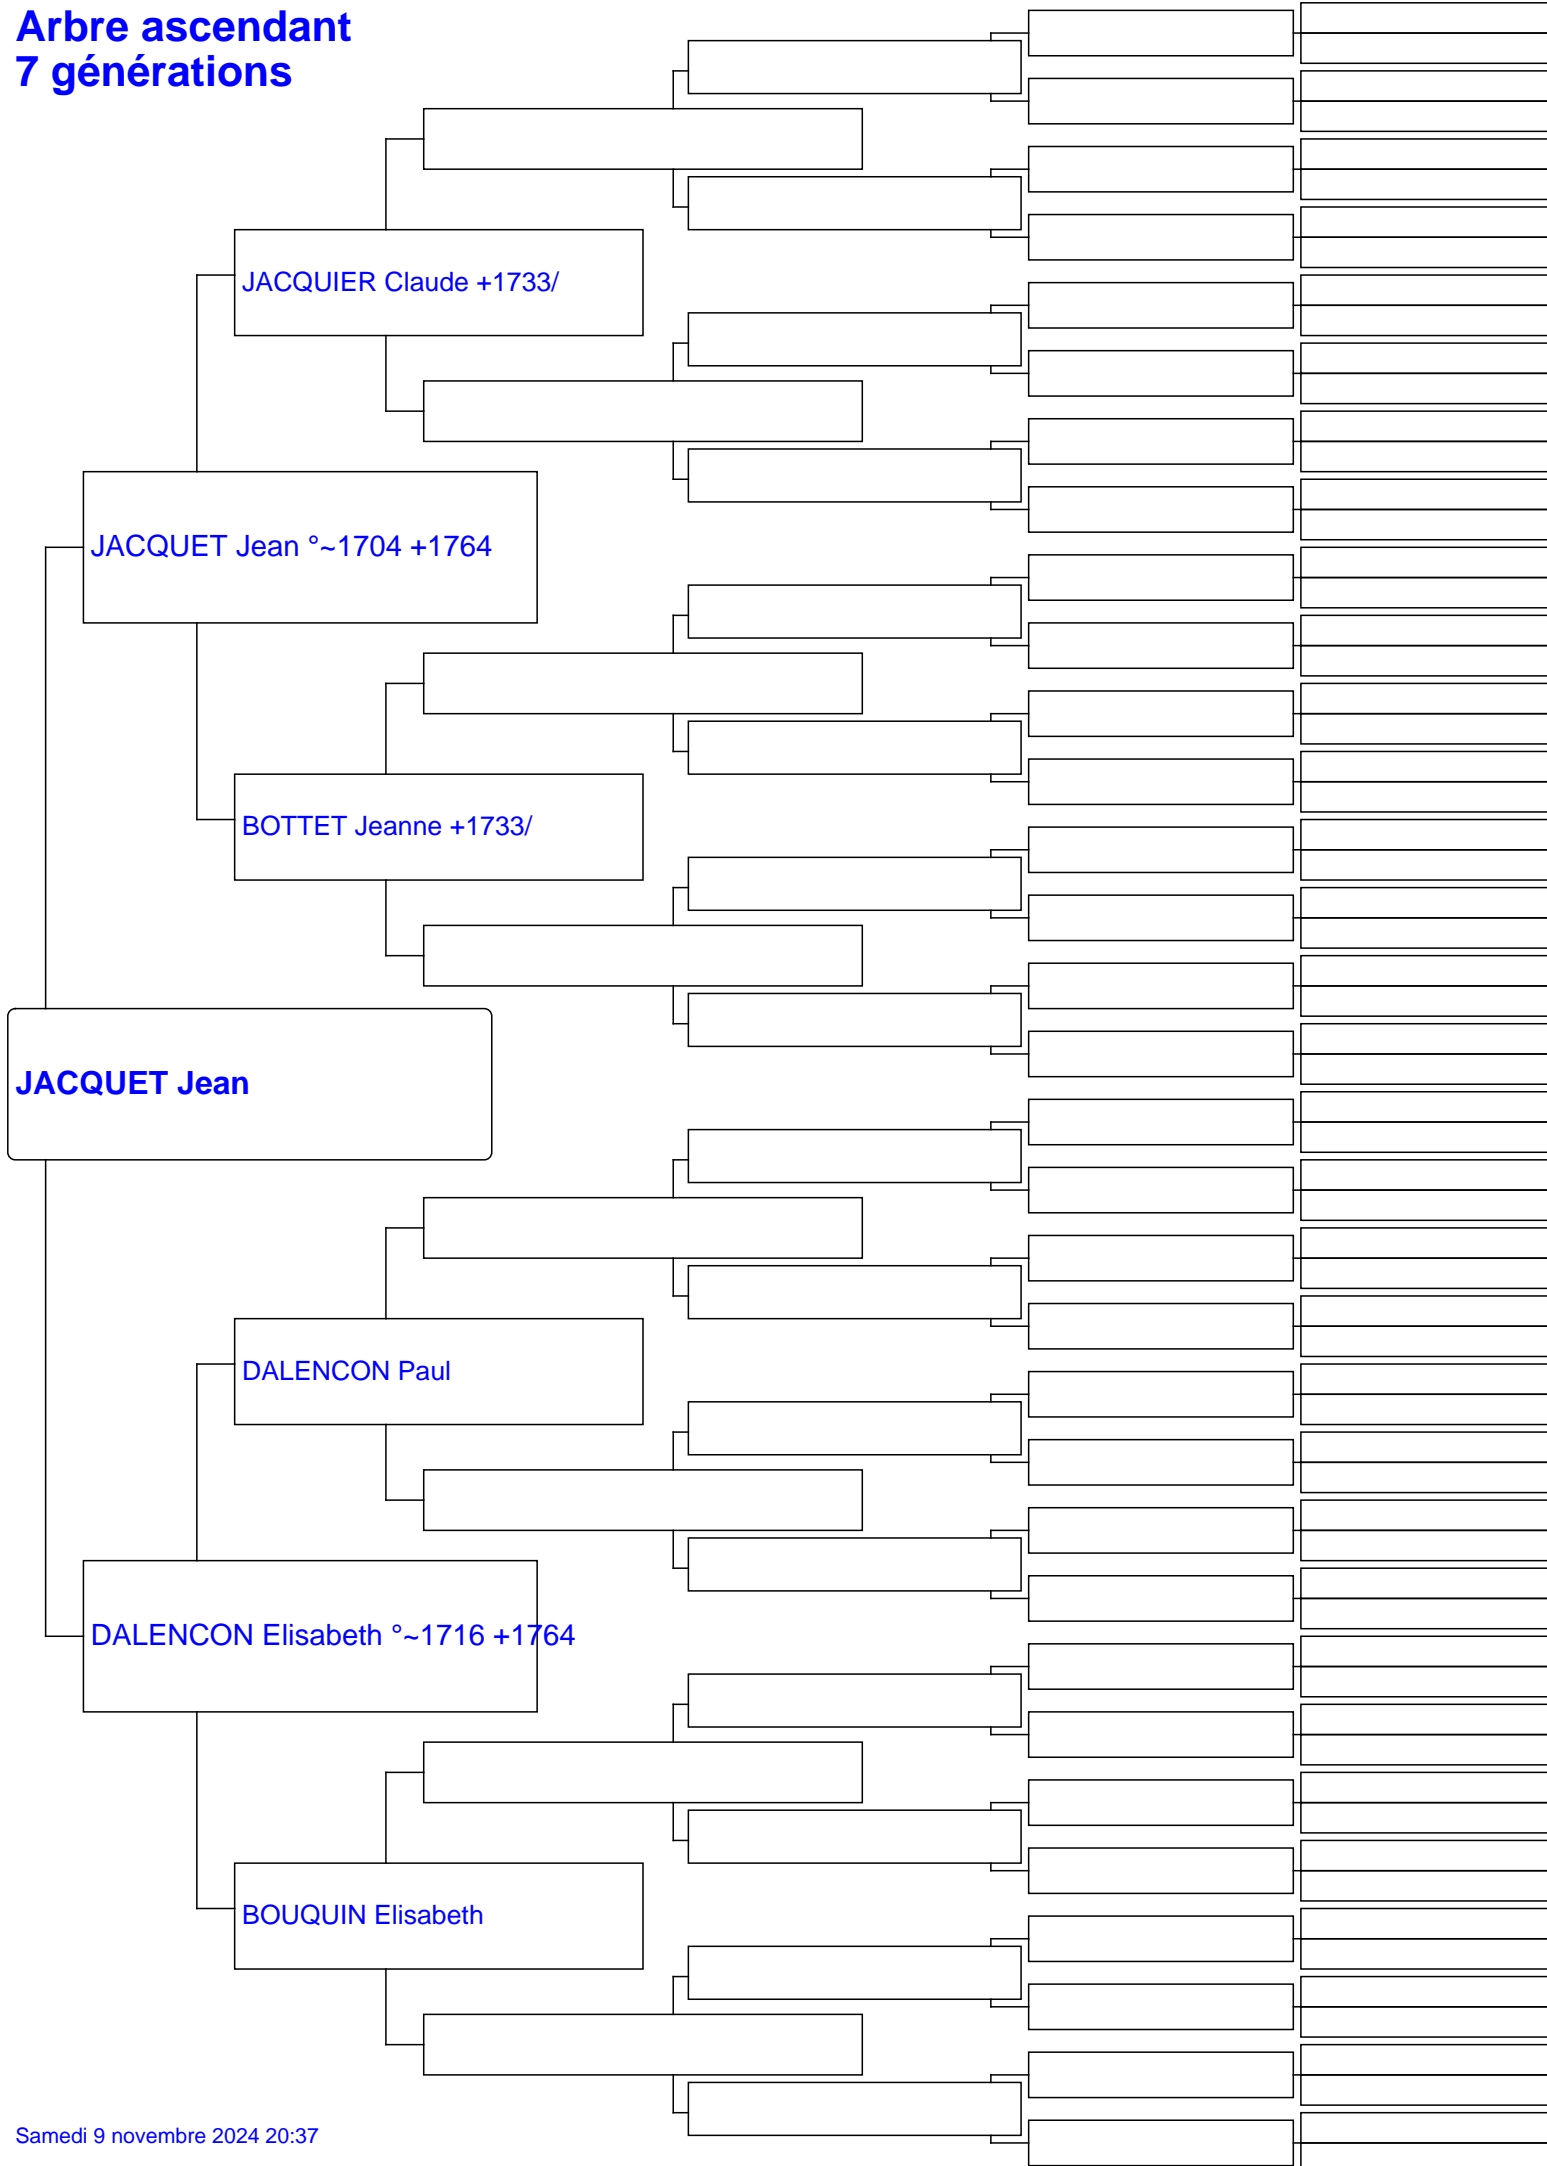 Arbre ascendant
7 générations
JACQUIER Claude +1733/
JACQUET Jean °~1704 +1764
BOTTET Jeanne +1733/
JACQUET Jean
DALENCON Paul
DALENCON Elisabeth °~1716 +1764
BOUQUIN Elisabeth
Samedi 9 novembre 2024 20:37